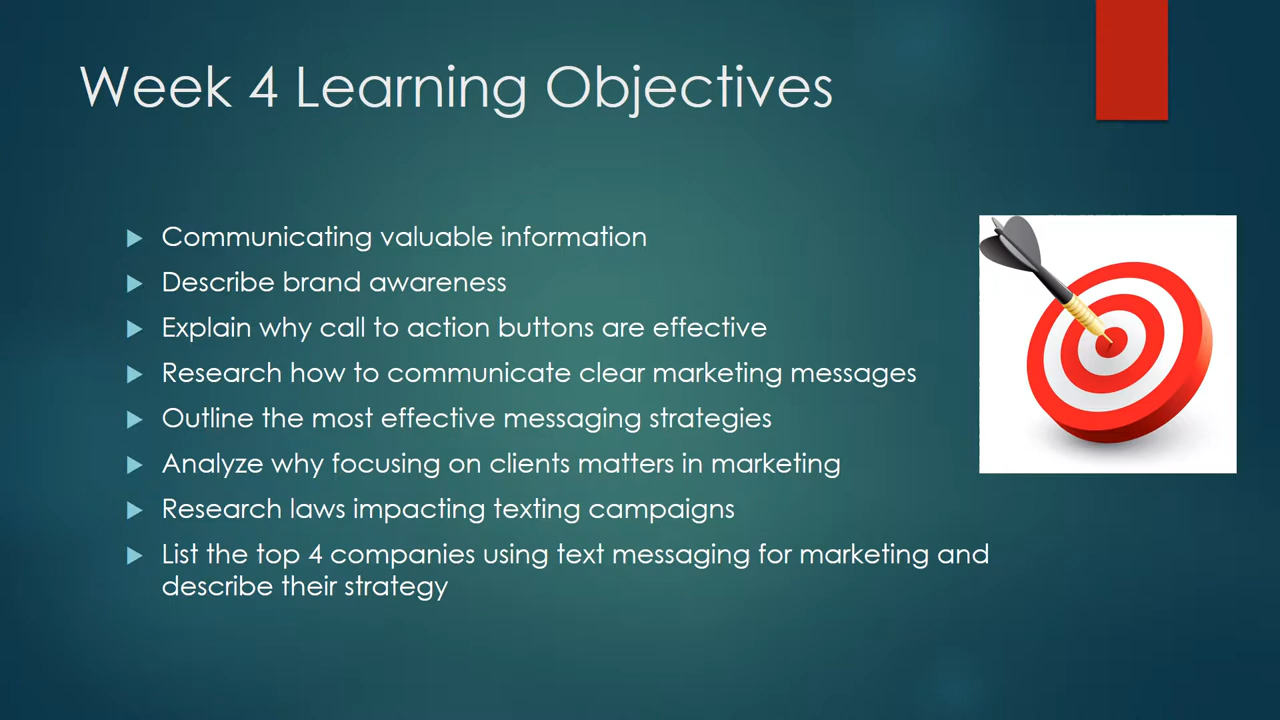 Week 4 Learning Objectives
Communicating valuable information
Describe brand awareness
Explain why call to action buttons are effective
Research how to communicate clear marketing messages
Outline the most effective messaging strategies
Analyze why focusing on clients matters in marketing
Research laws impacting texting campaigns
List the top 4 companies using text messaging for marketing and
describe their strategy